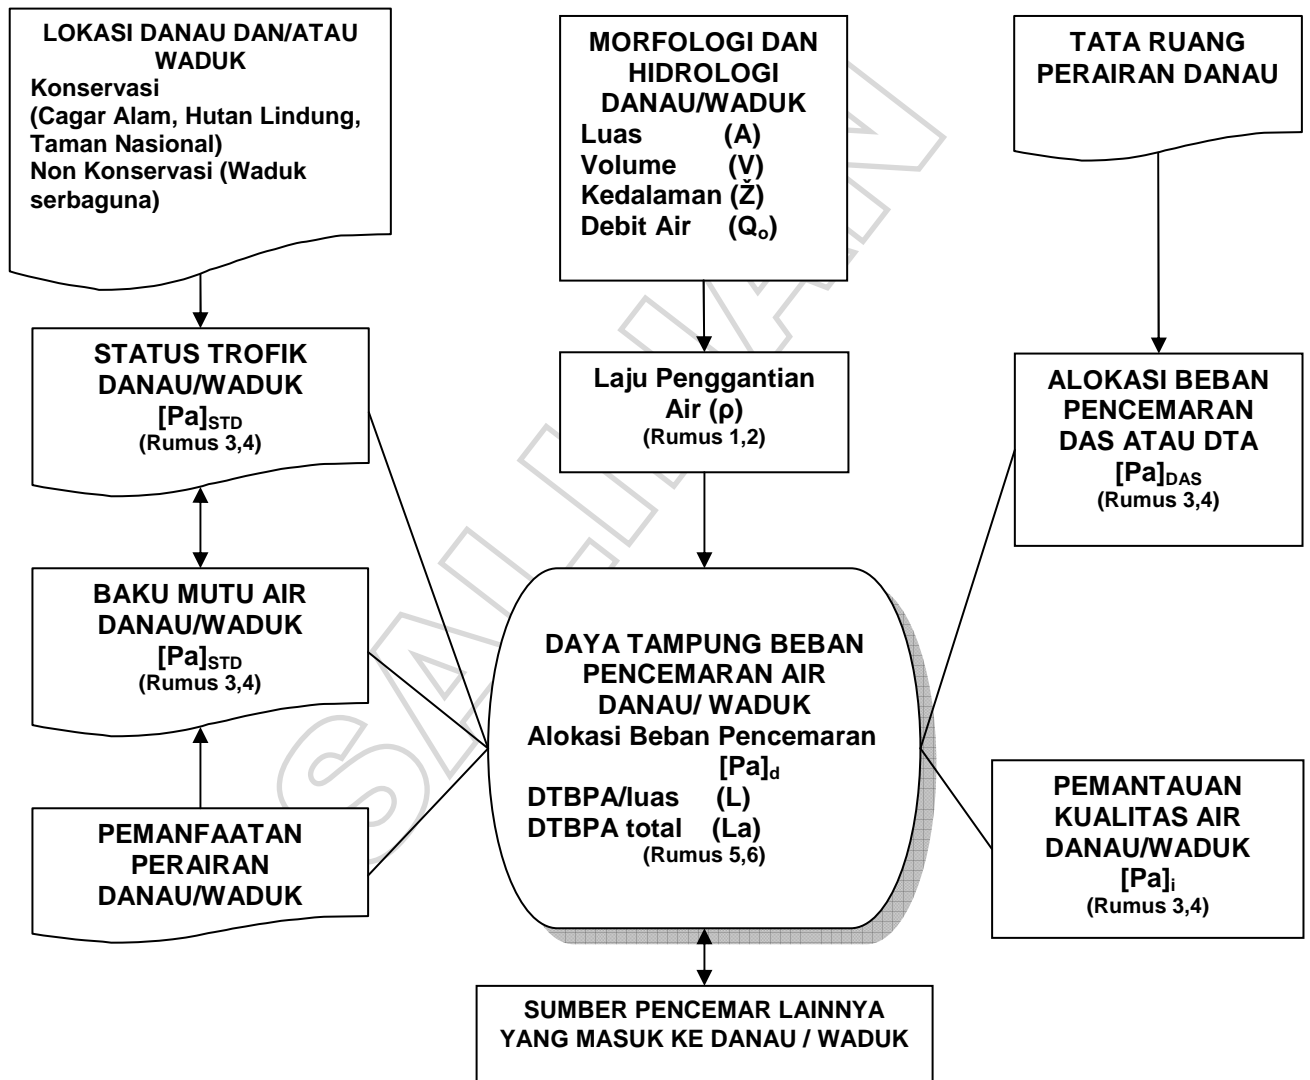 LOKASI DANAU DAN/ATAU
WADUK
Konservasi
(Cagar Alam, Hutan Lindung,
Taman Nasional)
Non Konservasi (Waduk
serbaguna)
MORFOLOGI DAN
HIDROLOGI
DANAU/WADUK
Luas (A)
Volume (V)
Kedalaman (Ž)
Debit Air (Qₒ)
TATA RUANG
PERAIRAN DANAU
STATUS TROFIK
DANAU/WADUK
[Pa]STD
(Rumus 3,4)
Laju Penggantian
Air (ρ)
(Rumus 1,2)
ALOKASI BEBAN
PENCEMARAN
DAS ATAU DTA
[Pa]DAS
(Rumus 3,4)
BAKU MUTU AIR
DANAU/WADUK
[Pa]STD
(Rumus 3,4)
DAYA TAMPUNG BEBAN
PENCEMARAN AIR
DANAU/ WADUK
Alokasi Beban Pencemaran
[Pa]d
DTBPA/luas (L)
DTBPA total (La)
(Rumus 5,6)
PEMANFAATAN
PERAIRAN
DANAU/WADUK
PEMANTAUAN
KUALITAS AIR
DANAU/WADUK
[Pa]i
(Rumus 3,4)
SUMBER PENCEMAR LAINNYA
YANG MASUK KE DANAU / WADUK
SALINAN